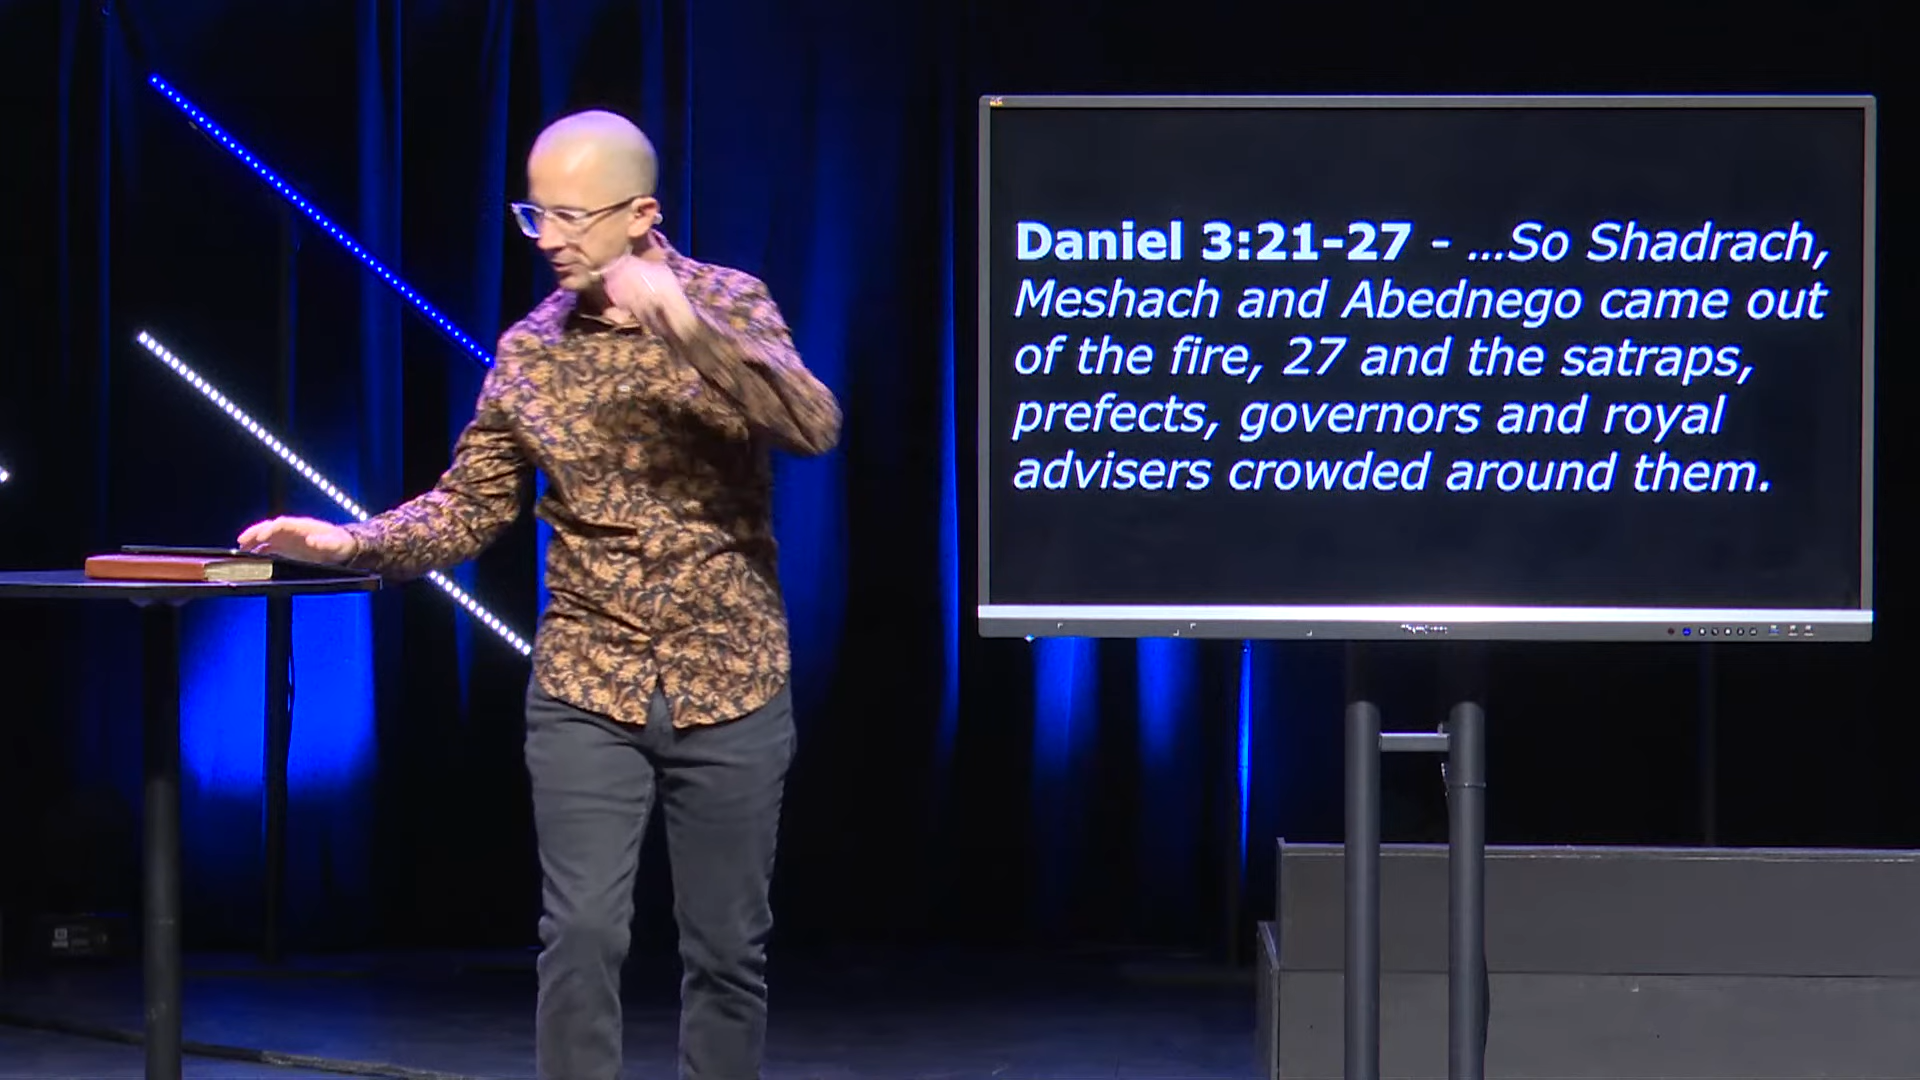 Daniel 3:21-27 - ...So Shadrach,
Meshach and Abednego came out
of the fire, 27 and the satraps,
prefects, governors and royal
advisers crowded around them.